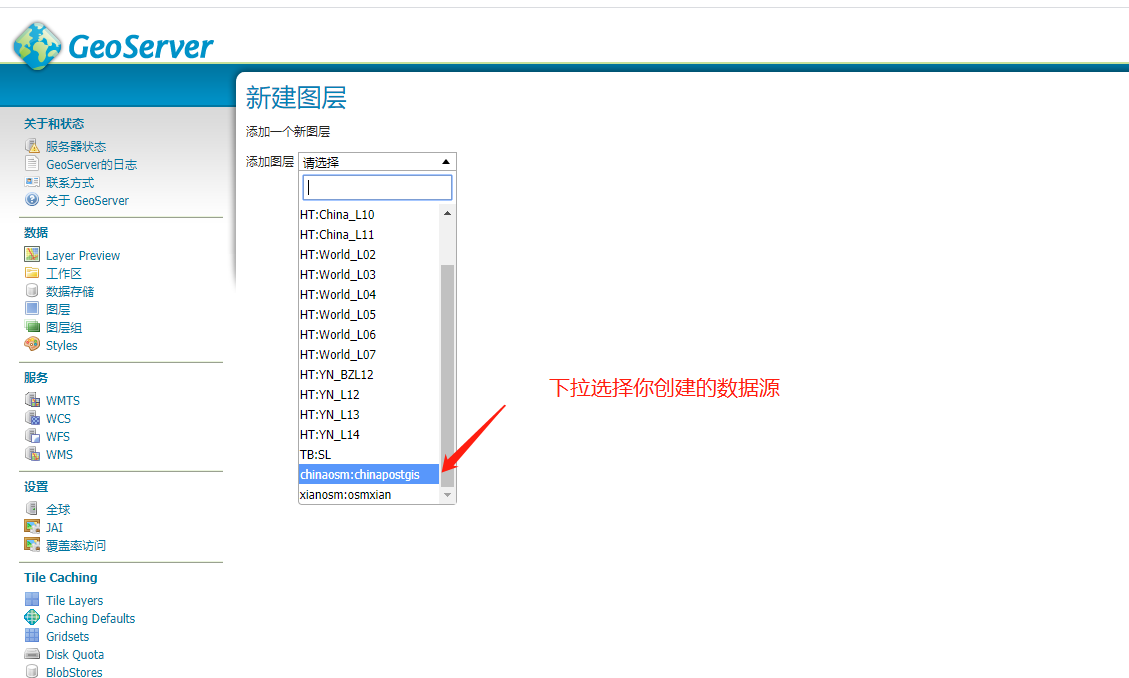 GeoServer
关于和状态
服务器状态
GeoServer的日志
联系方式
关于 GeoServer
数据
Layer Preview
工作区
数据存储
图层
图层组
Styles
服务
WMTS
WCS
WFS
WMS
设置
全球
JAI
覆盖率访问
Tile Caching
Tile Layers
Caching Defaults
Gridsets
Disk Quota
BlobStores
新建图层
添加一个新图层
添加图层 请选择
HT:China_L10
HT:China_L11
HT:World_L02
HT:World_L03
HT:World_L04
HT:World_L05
HT:World_L06
HT:World_L07
HT:YN_BZL12
HT:YN_L12
HT:YN_L13
HT:YN_L14
TB:SL
chinaosm:chinapostgis
xianosm:osmxian
下拉选择你创建的数据源